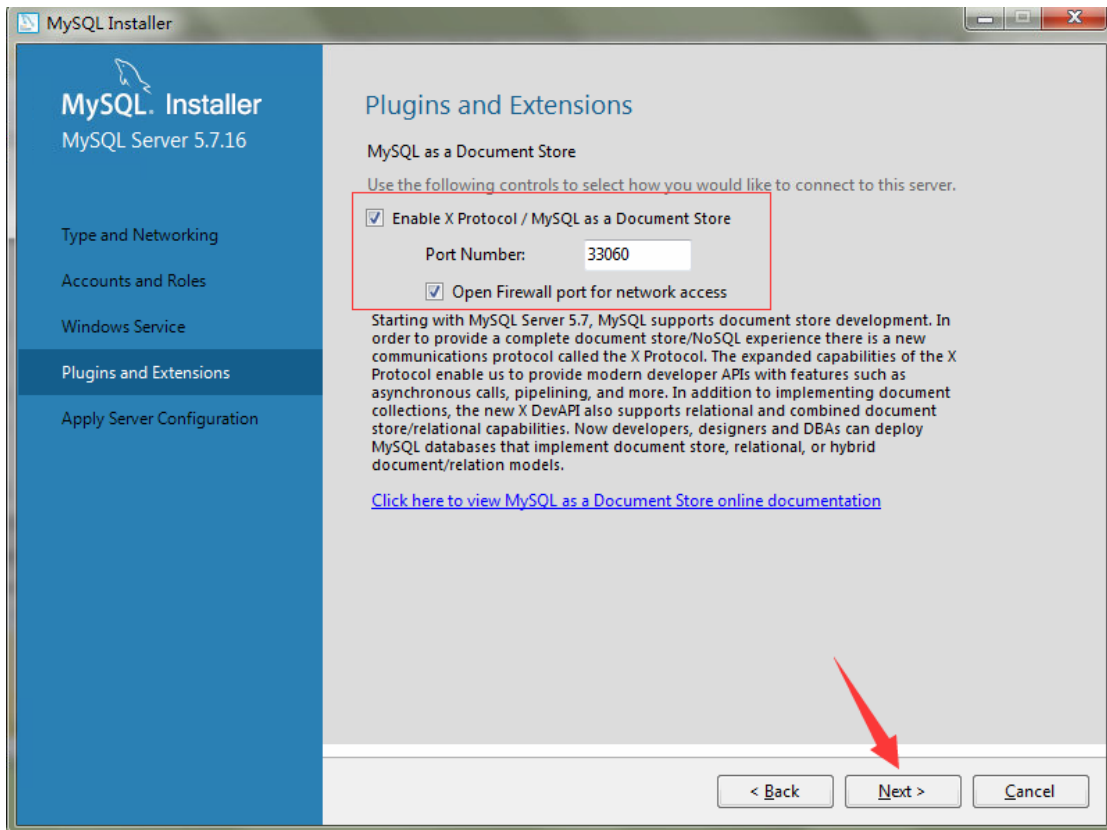 MySQL Installer
MySQL. Installer
MySQL Server 5.7.16
Type and Networking
Accounts and Roles
Windows Service
Plugins and Extensions
Apply Server Configuration
Plugins and Extensions
MySQL as a Document Store
Use the following controls to select how you would like to connect to this server.
Enable X Protocol / MySQL as a Document Store
Port Number: 33060
Open Firewall port for network access
Starting with MySQL Server 5.7, MySQL supports document store development. In
order to provide a complete document store/NoSQL experience there is a new
communications protocol called the X Protocol. The expanded capabilities of the X
Protocol enable us to provide modern developer APIs with features such as
asynchronous calls, pipelining, and more. In addition to implementing document
collections, the new X DevAPI also supports relational and combined document
store/relational capabilities. Now developers, designers and DBAs can deploy
MySQL databases that implement document store, relational, or hybrid
document/relation models.
Click here to view MySQL as a Document Store online documentation
< Back
Next >
Cancel